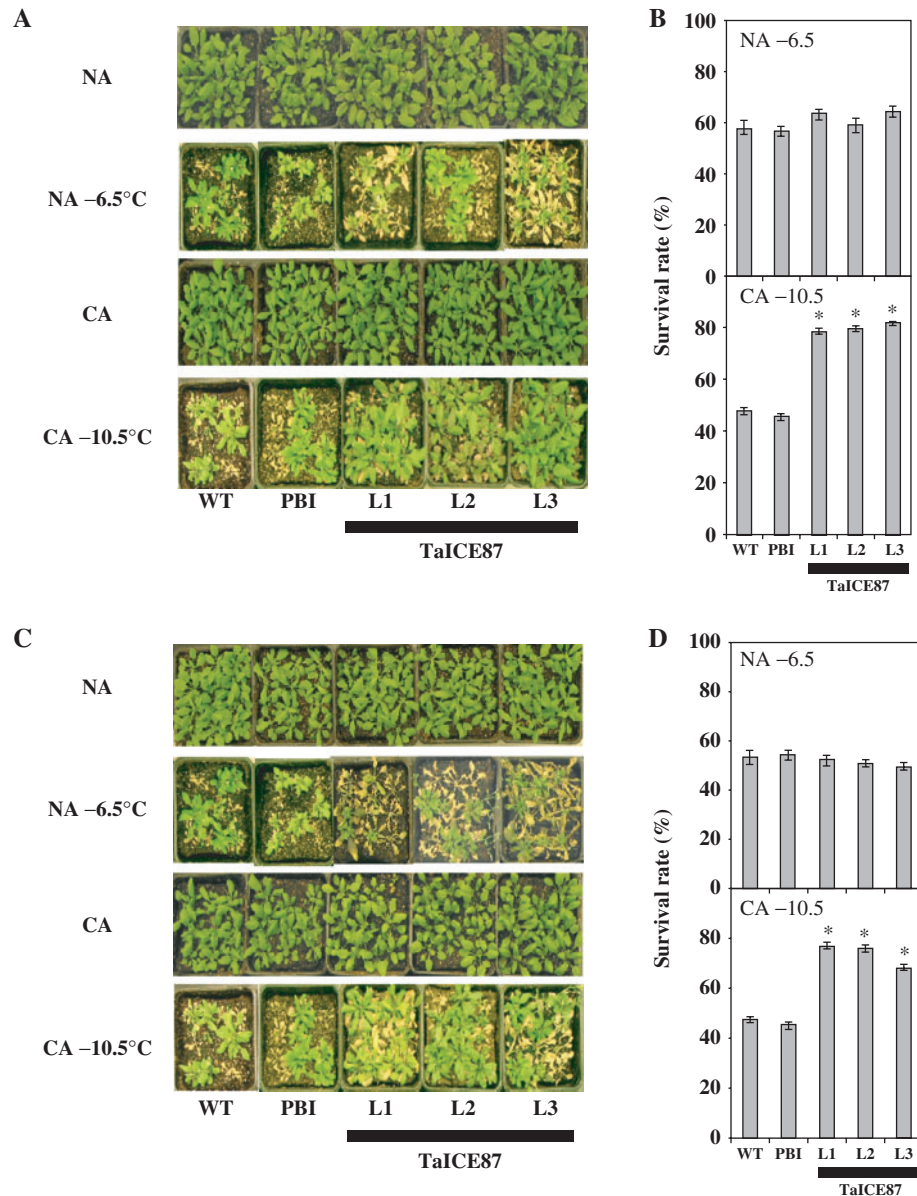 A
NA
NA –6.5°C
CA
CA –10.5°C
WT PBI L1 L2 L3
TaICE87
B
Survival rate (%)
NA –6.5
100
80
60
40
20
0
CA –10.5
80
60
40
20
0
* * *
WT PBI L1 L2 L3
TaICE87
C
NA
NA –6.5°C
CA
CA –10.5°C
WT PBI L1 L2 L3
TaICE87
D
Survival rate (%)
NA –6.5
100
80
60
40
20
0
CA –10.5
80
60
40
20
0
* * *
WT PBI L1 L2 L3
TaICE87